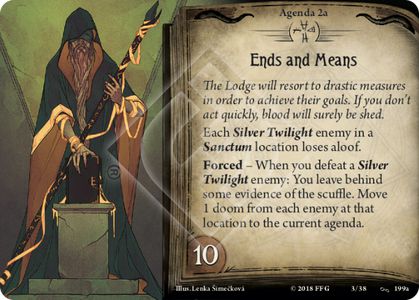 Agenda 2a
Ends and Means
The Lodge will resort to drastic measures
in order to achieve their goals. If you don't
act quickly, blood will surely be shed.
Each Silver Twilight enemy in a
Sanctum location loses aloof.
Forced – When you defeat a Silver
Twilight enemy: You leave behind
some evidence of the scuffle. Move
1 doom from each enemy at that
location to the current agenda.
10
Illus. Lenka Šimečková
© 2018 FFG
3/38
199a